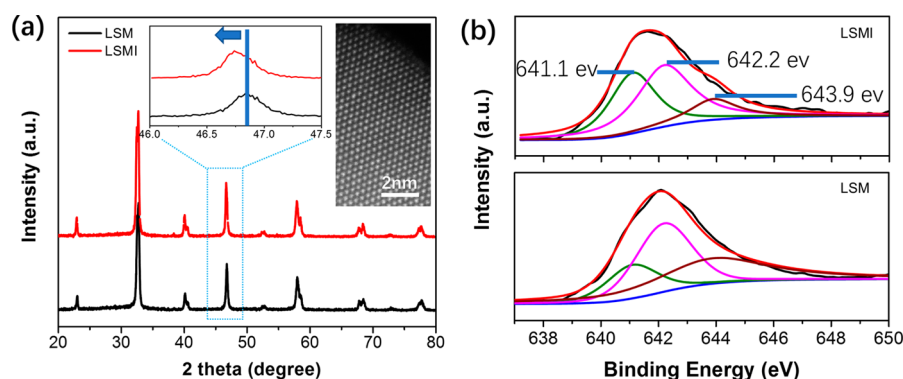 (a)
LSM
LSMI
46.0 46.5 47.0 47.5
2nm
Intensity (a.u.)
20 30 40 50 60 70 80
2 theta (degree)
(b)
LSMI
641.1 ev
642.2 ev
643.9 ev
LSM
Intensity (a.u.)
638 640 642 644 646 648 650
Binding Energy (eV)